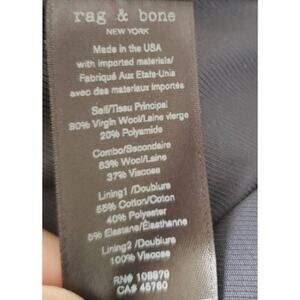 rag & bone
NEW YORK
Made in the USA
with imported materials/
Fabriqué Aux Etats-Unis
avec des materiaux importés
Self/Tissu Principal
80% Virgin Wool/Laine vierge
20% Polyamide
Combo/Secondaire
63% Wool/Laine
37% Viscose
Lining1 /Doublure
55% Cotton/Coton
40% Polyester
5% Elastane/Élasthanne
Lining2 /Doublure
100% Viscose
RN# 108979
CA# 45760